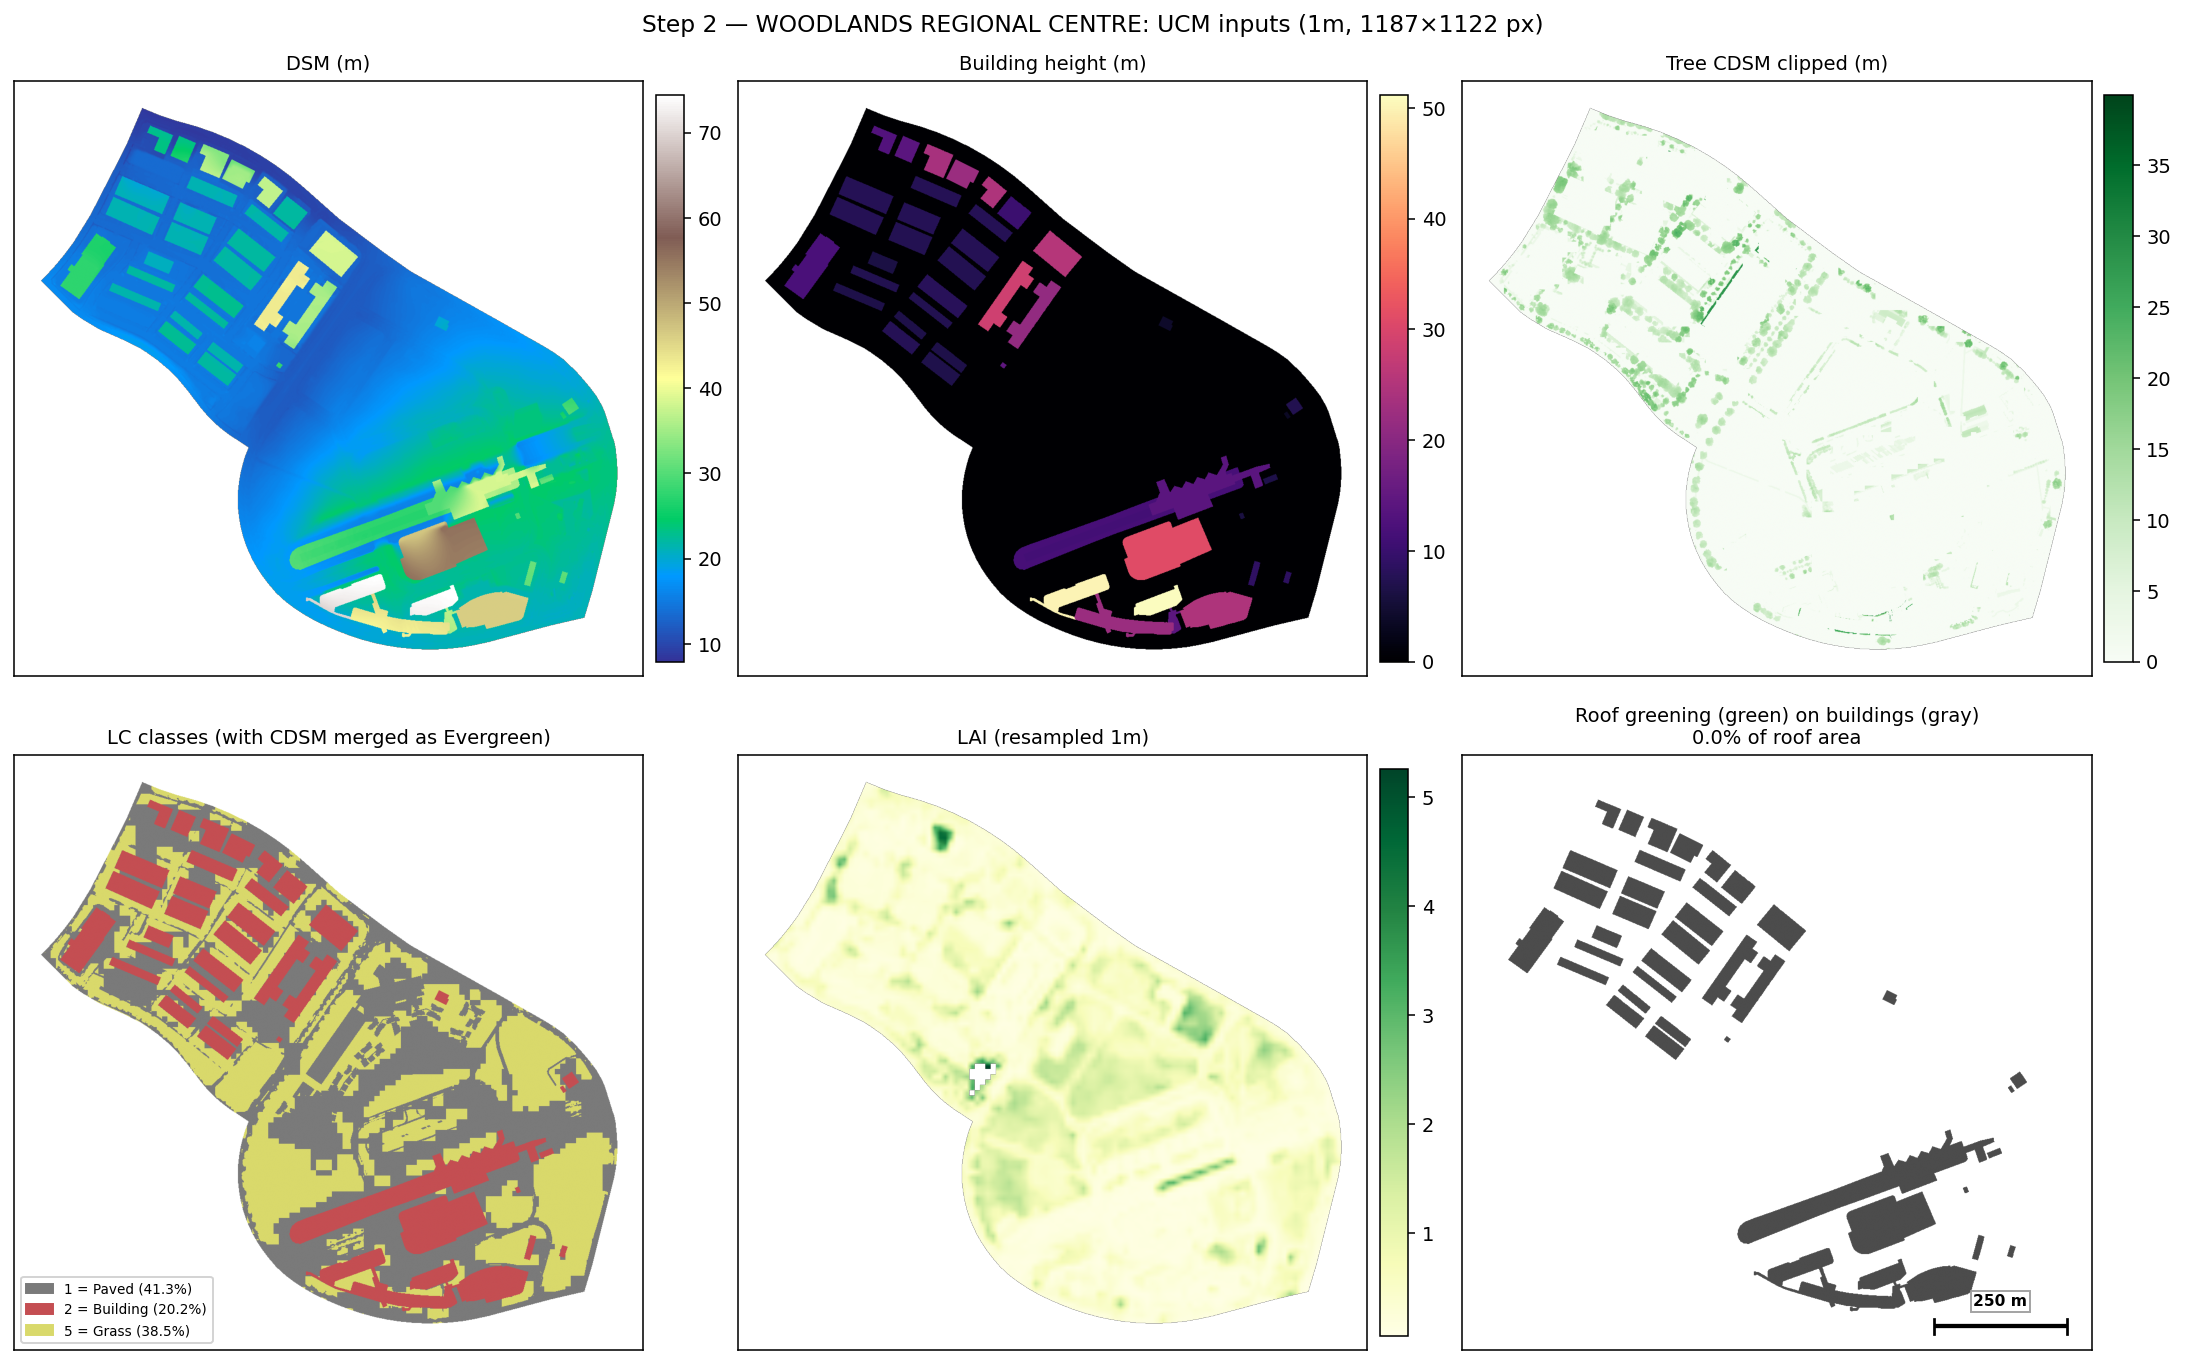 Step 2 — WOODLANDS REGIONAL CENTRE: UCM inputs (1m, 1187×1122 px)
DSM (m)
70
60
50
40
30
20
10
Building height (m)
50
40
30
20
10
0
Tree CDSM clipped (m)
35
30
25
20
15
10
5
0
LC classes (with CDSM merged as Evergreen)
1 = Paved (41.3%)
2 = Building (20.2%)
5 = Grass (38.5%)
LAI (resampled 1m)
5
4
3
2
1
Roof greening (green) on buildings (gray)
0.0% of roof area
250 m